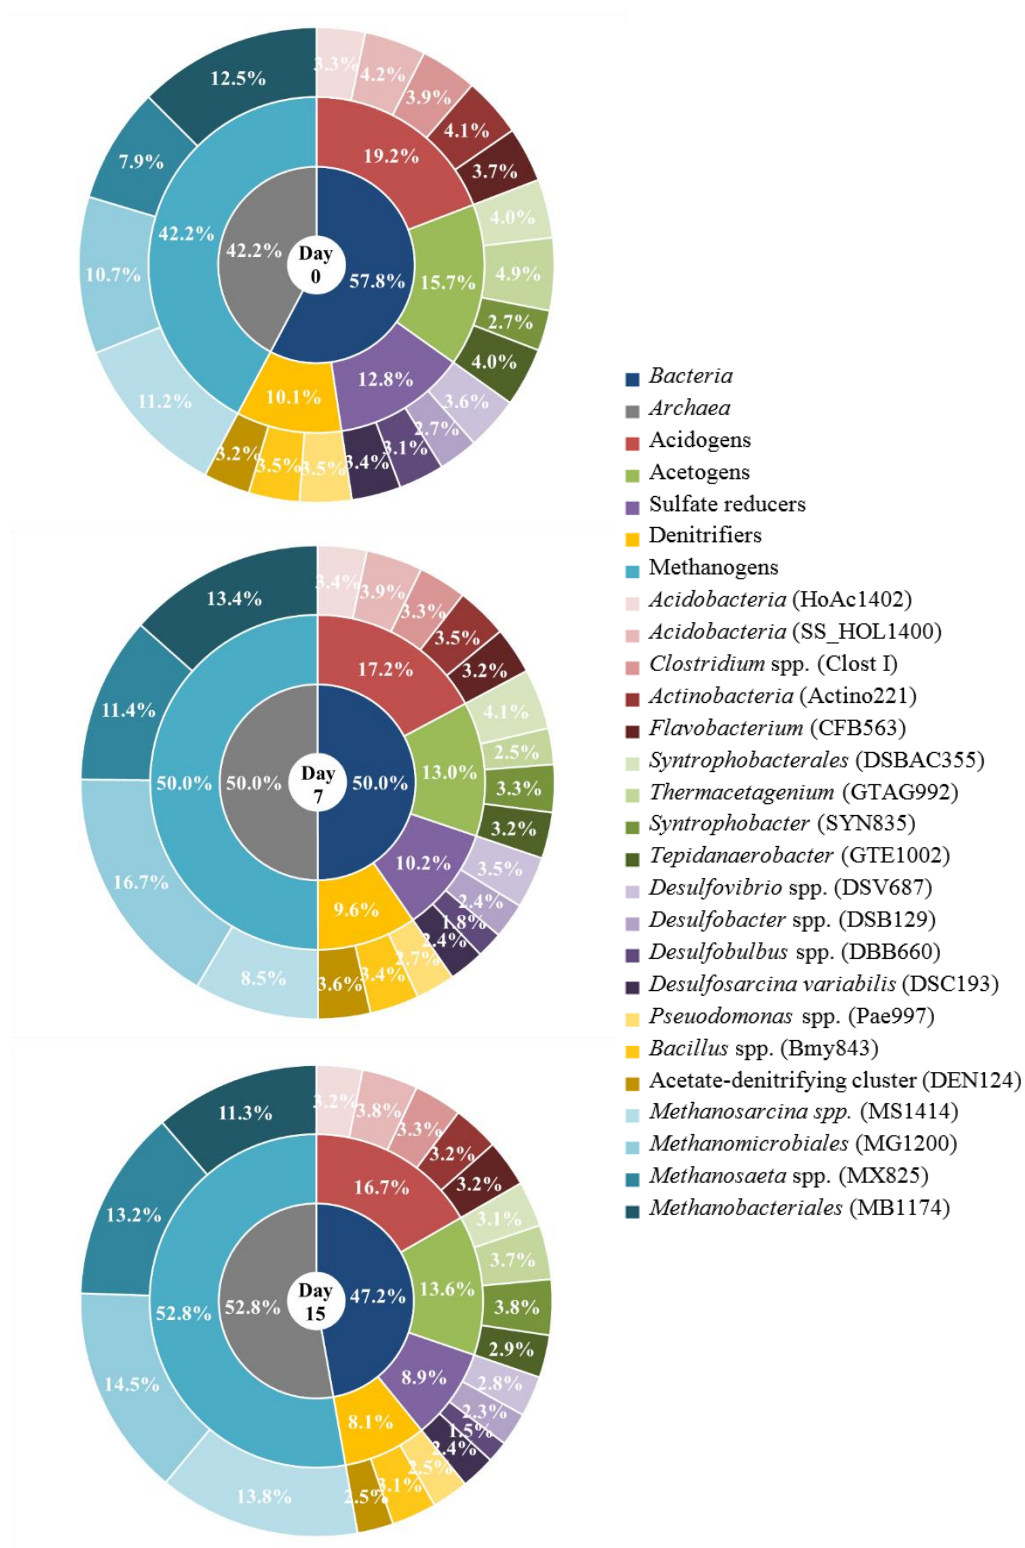 12.5%
3.3%
4.2%
3.9%
4.1%
3.7%
19.2%
7.9%
42.2%
42.2%
Day
0
57.8%
15.7%
4.0%
4.9%
2.7%
4.0%
10.7%
11.2%
12.8%
10.1%
3.6%
2.7%
3.1%
3.4%
3.5%
3.5%
3.2%
13.4%
3.4%
3.9%
3.3%
3.5%
3.2%
17.2%
11.4%
50.0%
50.0%
Day
7
50.0%
13.0%
4.1%
2.5%
3.3%
3.2%
16.7%
8.5%
10.2%
9.6%
3.5%
2.4%
1.8%
2.4%
2.7%
3.4%
3.6%
11.3%
3.2%
3.8%
3.3%
3.2%
3.2%
16.7%
13.2%
52.8%
52.8%
Day
15
47.2%
13.6%
3.1%
3.7%
3.8%
2.9%
14.5%
13.8%
8.9%
8.1%
2.8%
2.3%
1.5%
2.4%
2.5%
3.1%
2.5%
Bacteria
Archaea
Acidogens
Acetogens
Sulfate reducers
Denitrifiers
Methanogens
Acidobacteria (HoAc1402)
Acidobacteria (SS_HOL1400)
Clostridium spp. (Clost I)
Actinobacteria (Actino221)
Flavobacterium (CFB563)
Syntrophobacterales (DSBAC355)
Thermacetagenium (GTAG992)
Syntrophobacter (SYN835)
Tepidanaerobacter (GTE1002)
Desulfovibrio spp. (DSV687)
Desulfobacter spp. (DSB129)
Desulfobulbus spp. (DBB660)
Desulfosarcina variabilis (DSC193)
Pseuodomonas spp. (Pae997)
Bacillus spp. (Bmy843)
Acetate-denitrifying cluster (DEN124)
Methanosarcina spp. (MS1414)
Methanomicrobiales (MG1200)
Methanosaeta spp. (MX825)
Methanobacteriales (MB1174)